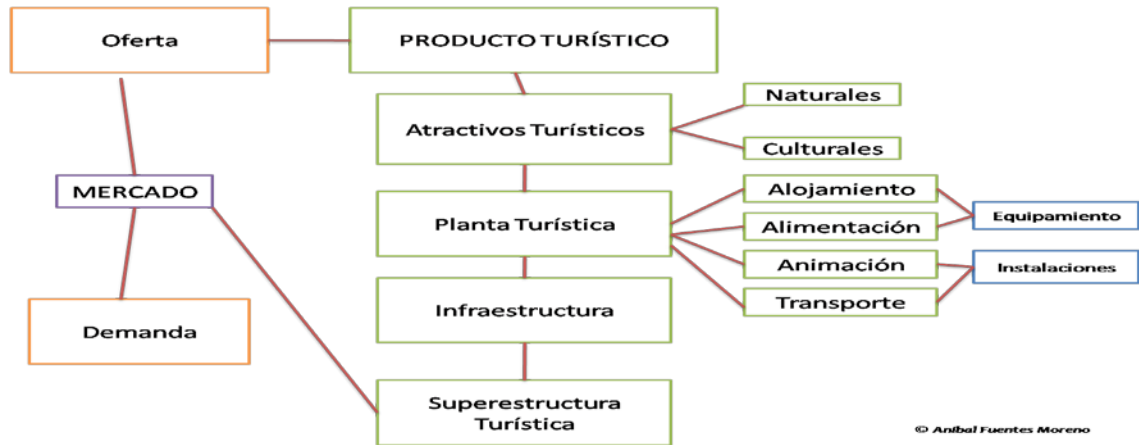 Oferta
PRODUCTO TURÍSTICO
Atractivos Turísticos
Naturales
Culturales
MERCADO
Planta Turística
Alojamiento
Alimentación
Animación
Transporte
Equipamiento
Instalaciones
Demanda
Infraestructura
Superestructura
Turística
© Aníbal Fuentes Moreno